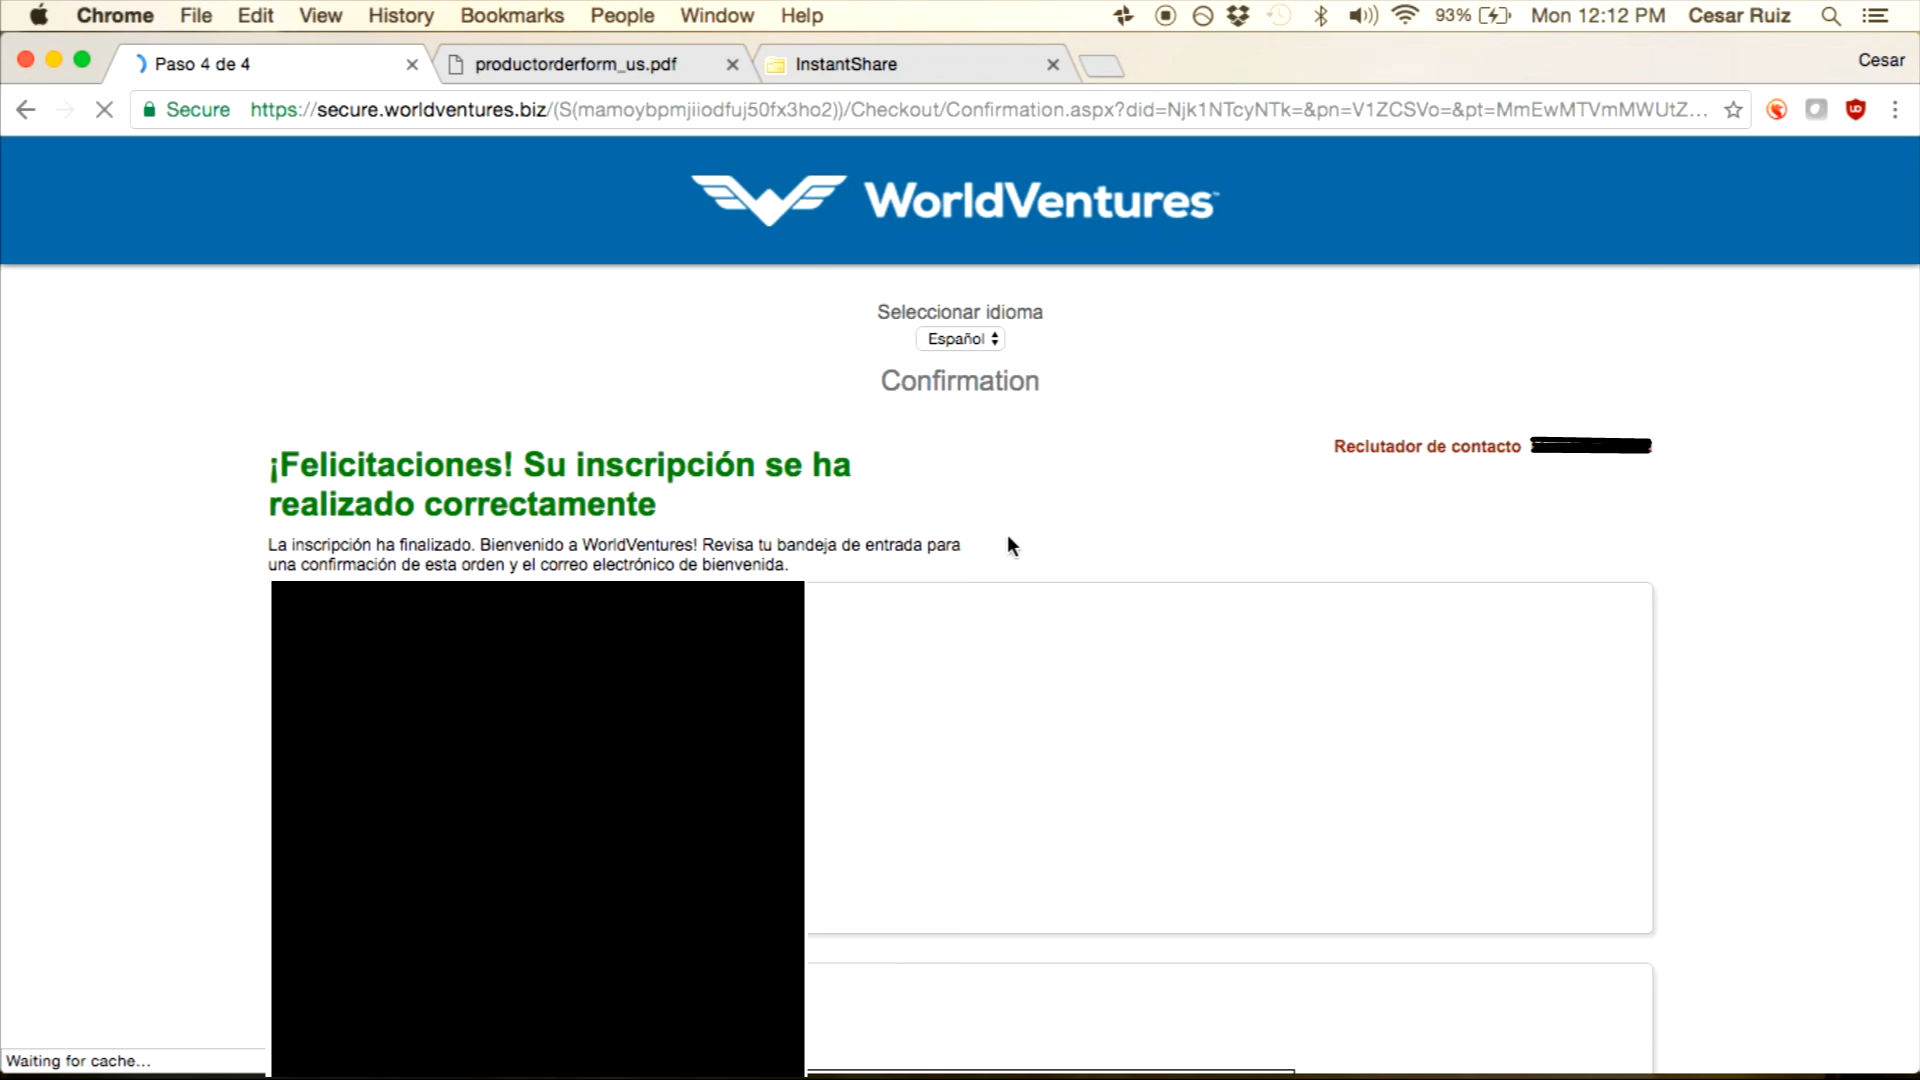 Chrome File Edit View History Bookmarks People Window Help 93% Mon 12:12 PM Cesar Ruiz
Paso 4 de 4 productorderform_us.pdf InstantShare Cesar
Secure https://secure.worldventures.biz/(S(mamoybpmjiiodfuj50fx3ho2))/Checkout/Confirmation.aspx?did=Njk1NTcyNTk=&pn=V1ZCSVo=&pt=MmEwMTVmMWUtZ...
WorldVentures™
Seleccionar idioma
Español
Confirmation
Reclutador de contacto
¡Felicitaciones! Su inscripción se ha
realizado correctamente
La inscripción ha finalizado. Bienvenido a WorldVentures! Revisa tu bandeja de entrada para
una confirmación de esta orden y el correo electrónico de bienvenida.
Waiting for cache...